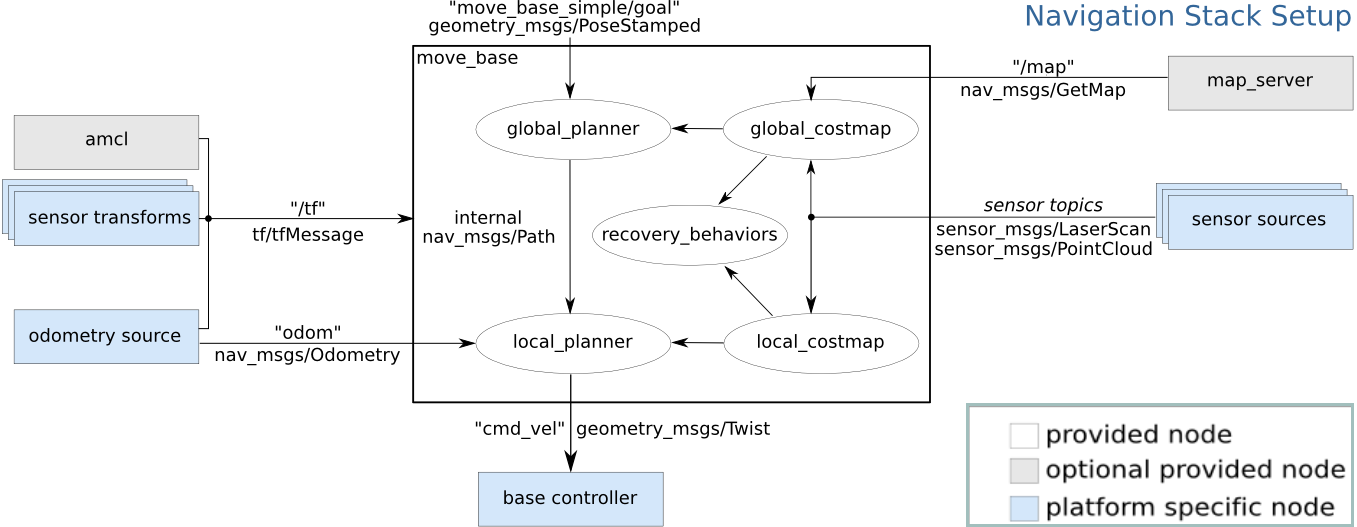 "move_base_simple/goal"
geometry_msgs/PoseStamped
Navigation Stack Setup
move_base
"/map"
nav_msgs/GetMap
map_server
global_planner
global_costmap
amcl
sensor transforms
"/tf"
tf/tfMessage
internal
nav_msgs/Path
recovery_behaviors
sensor topics
sensor_msgs/LaserScan
sensor_msgs/PointCloud
sensor sources
odometry source
"odom"
nav_msgs/Odometry
local_planner
local_costmap
"cmd_vel"
geometry_msgs/Twist
base controller
provided node
optional provided node
platform specific node